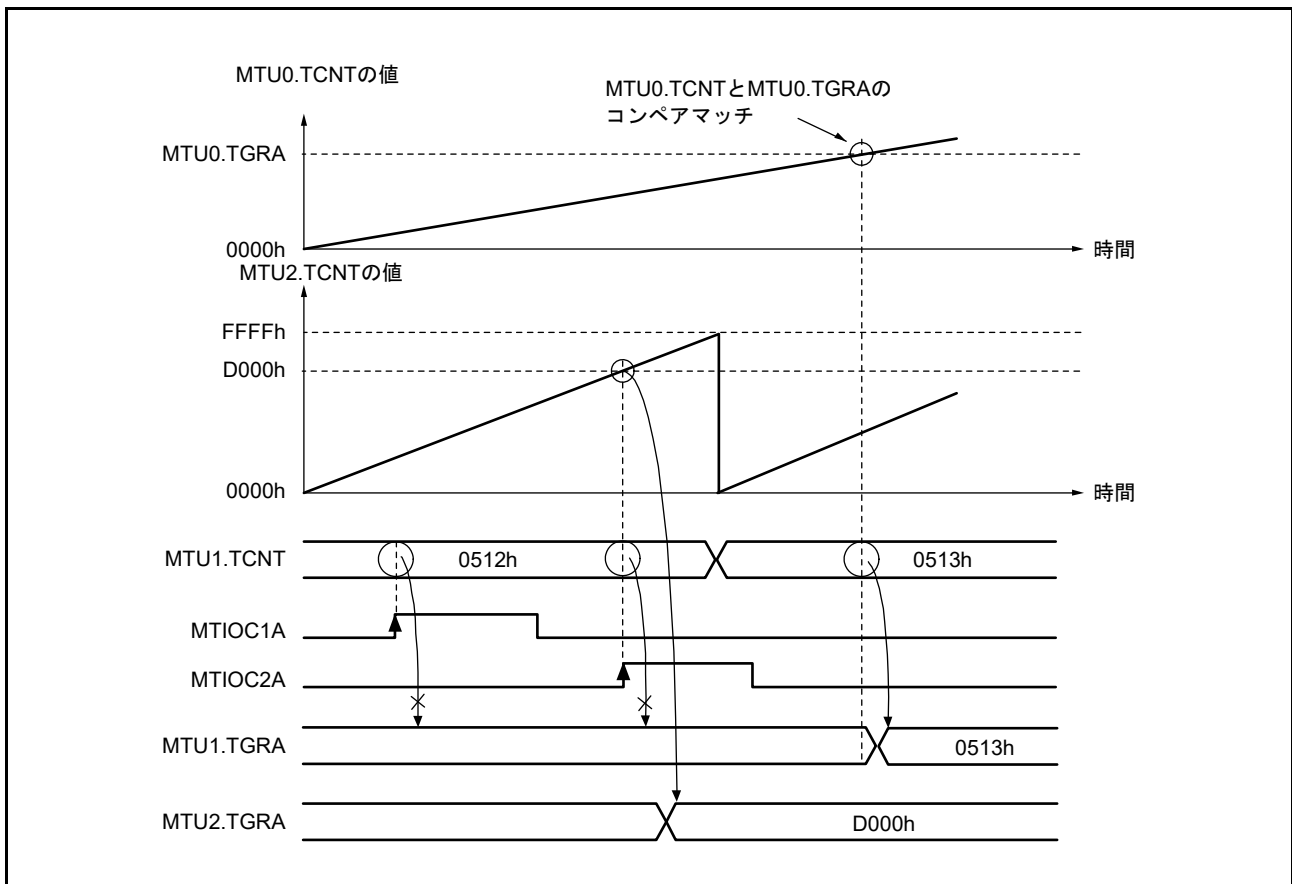 MTU0.TCNTの値
MTU0.TCNTとMTU0.TGRAの
コンペアマッチ
MTU0.TGRA
0000h
時間
MTU2.TCNTの値
FFFFh
D000h
0000h
時間
MTU1.TCNT
0512h
0513h
MTIOC1A
MTIOC2A
MTU1.TGRA
0513h
MTU2.TGRA
D000h